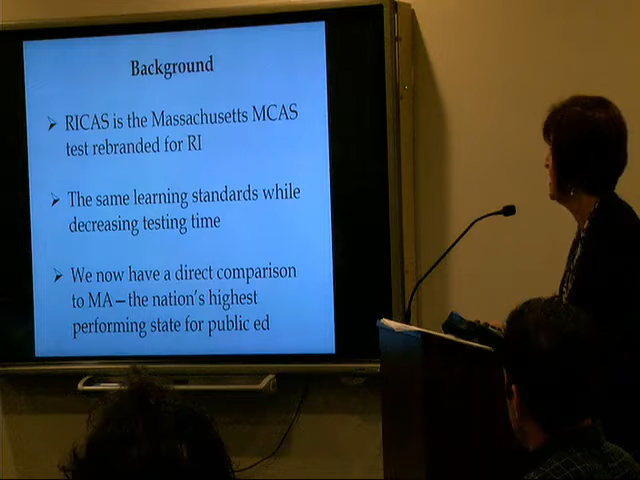 Background
RICAS is the Massachusetts MCAS
test rebranded for RI
The same learning standards while
decreasing testing time
We now have a direct comparison
to MA—the nation's highest
performing state for public ed